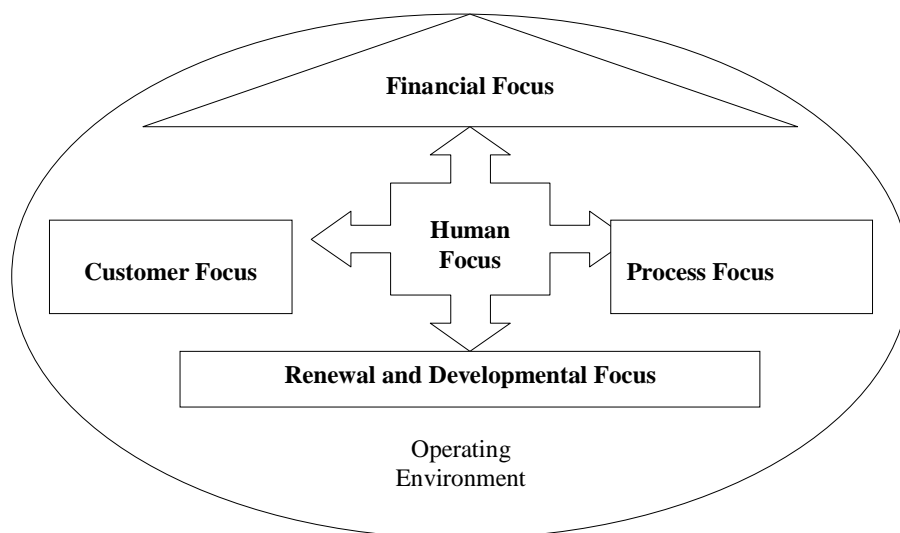 Financial Focus
Human
Focus
Customer Focus
Process Focus
Renewal and Developmental Focus
Operating
Environment